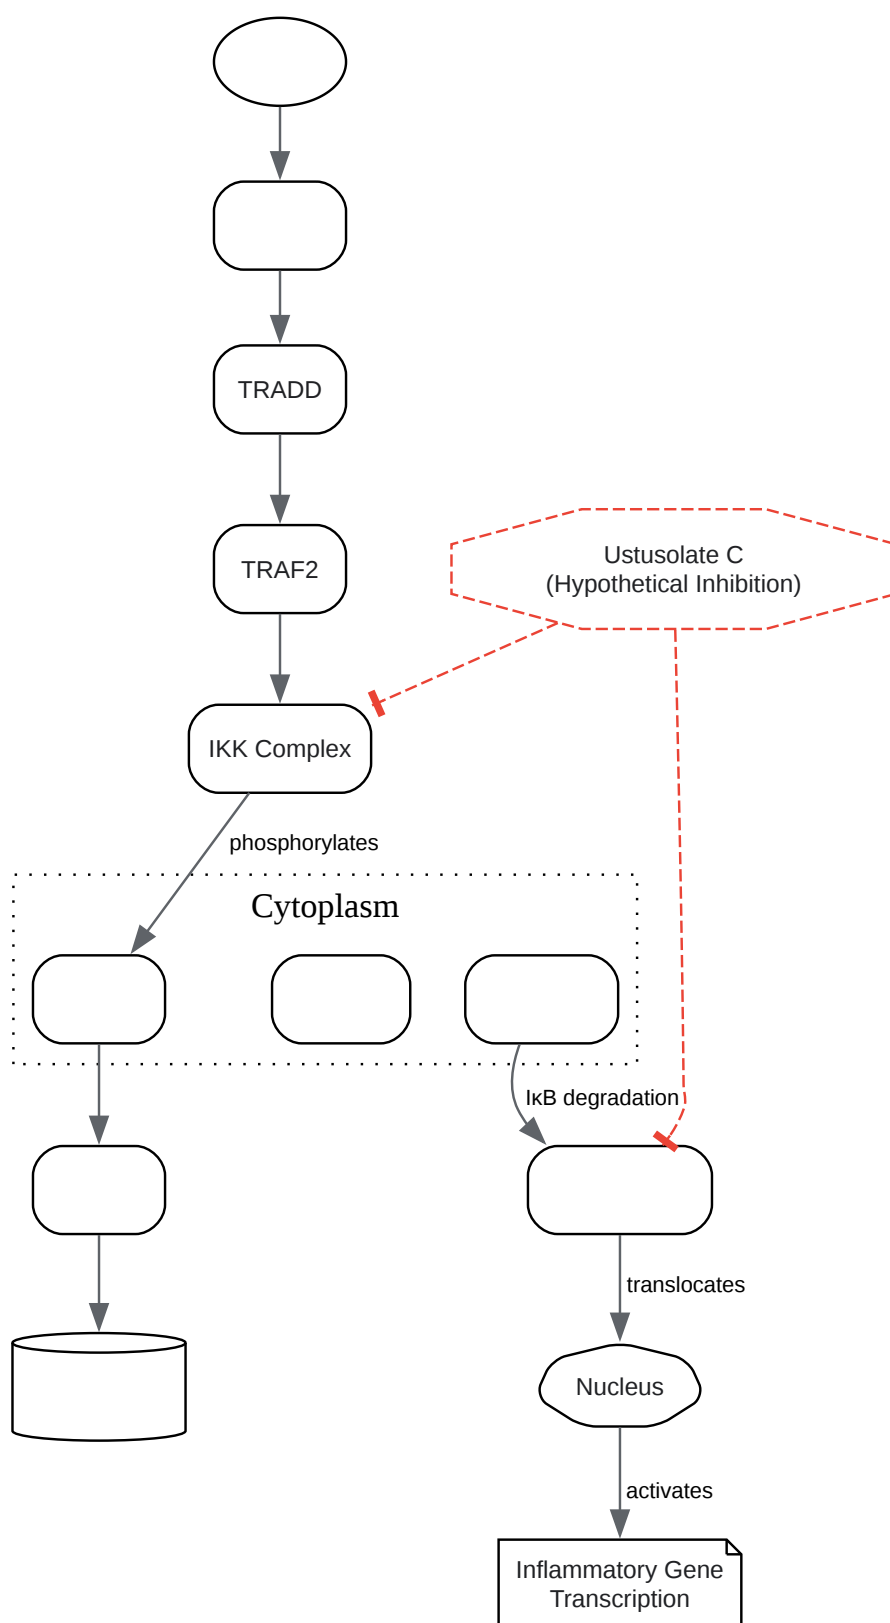 TRADD
TRAF2
Ustusolate C
(Hypothetical Inhibition)
IKK Complex
phosphorylates
Cytoplasm
IκB degradation
translocates
Nucleus
activates
Inflammatory Gene
Transcription